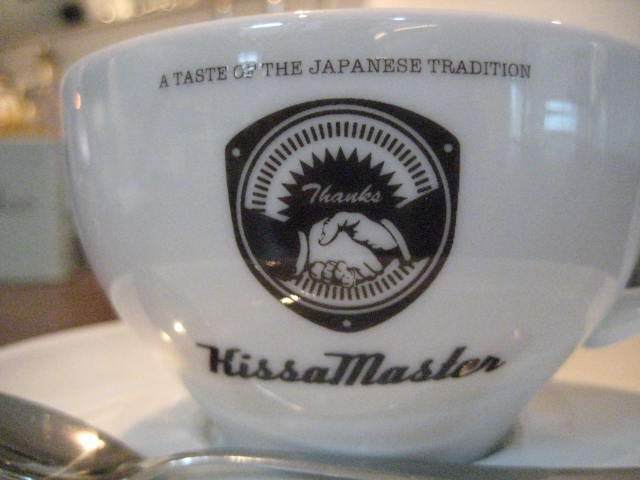 A TASTE OF THE JAPANESE TRADITION
Thanks
KissaMaster